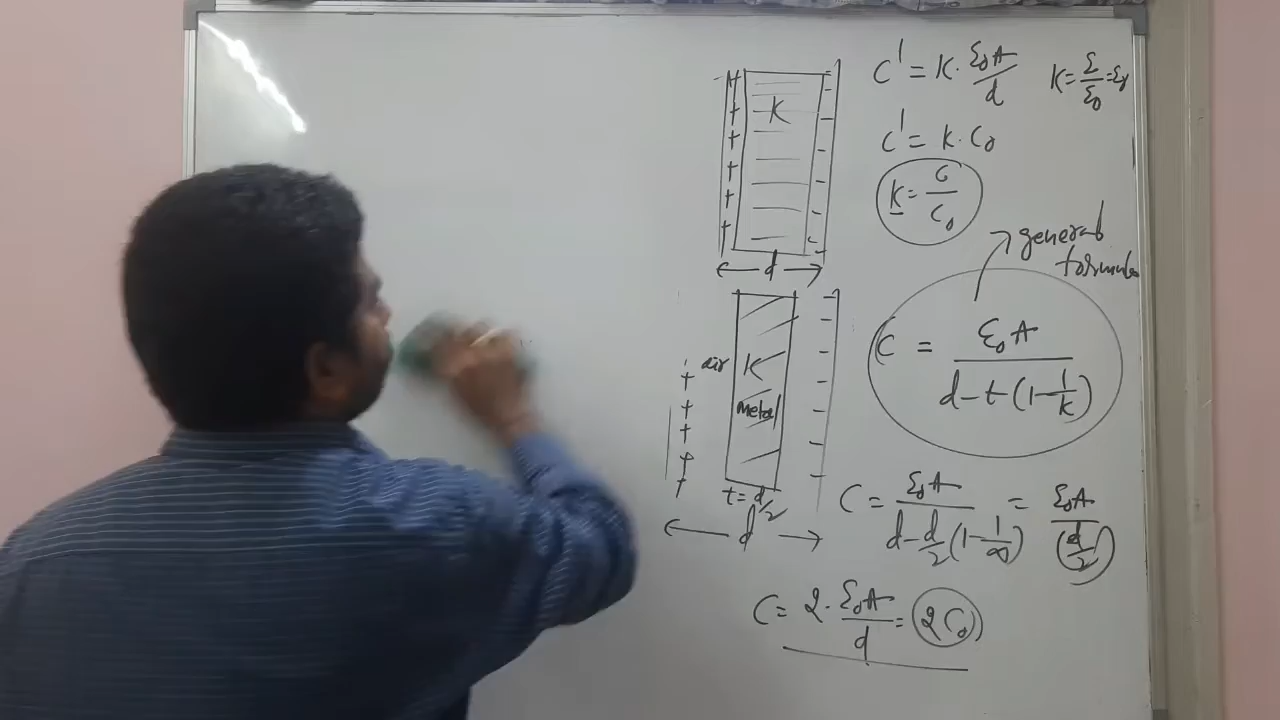 C' = K · ε₀A / d
K = ε / ε₀ = εr
C' = K · C₀
K = C / C₀
general formula
C = ε₀A / d - t (1 - 1/K)
K
+ + + + + +
- - - - - - -
d
air
K
metal
+ + + + +
- - - - - - -
t = d/2
d
C = ε₀A / d - d/2 (1 - 1/∞) = ε₀A / (d/2)
C = 2 · ε₀A / d = 2C₀